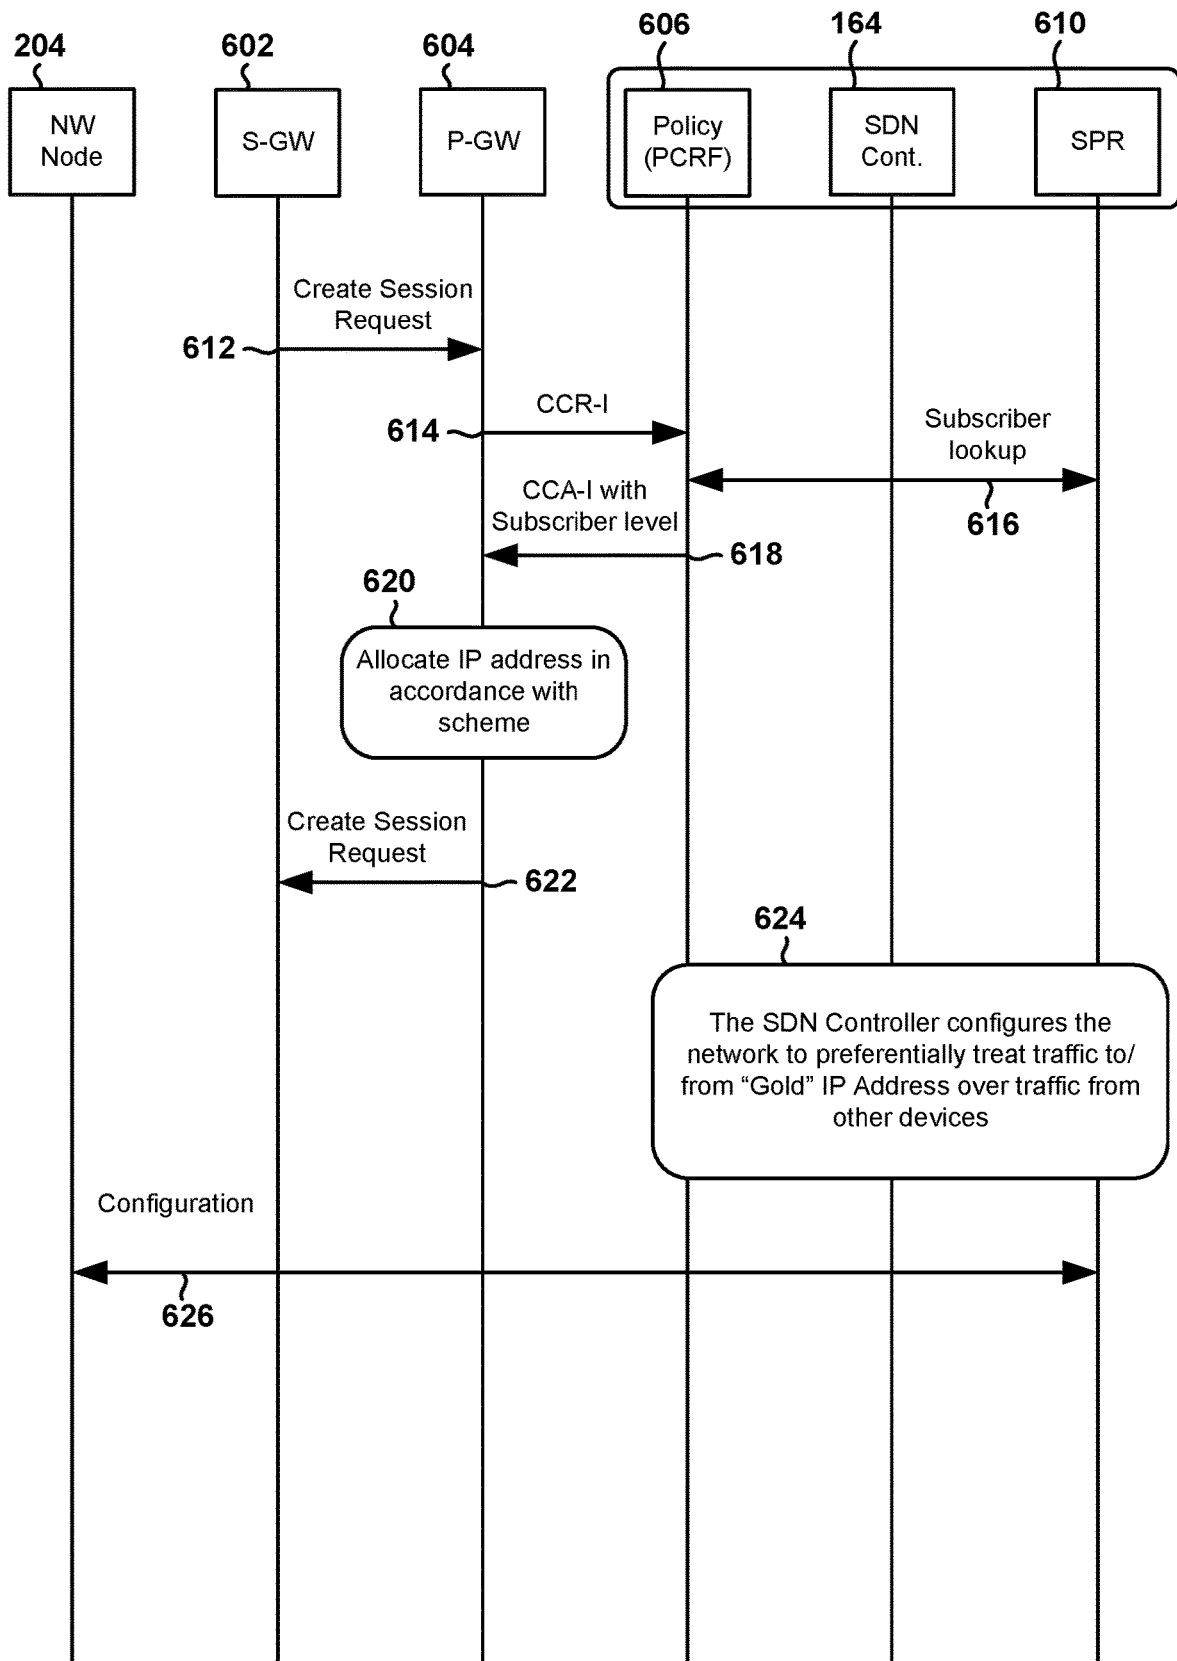 204
602
604
606
164
610
NW
Node
S-GW
P-GW
Policy
(PCRF)
SDN
Cont.
SPR
Create Session
Request
612
CCR-I
614
Subscriber
lookup
616
CCA-I with
Subscriber level
618
620
Allocate IP address in
accordance with
scheme
Create Session
Request
622
624
The SDN Controller configures the
network to preferentially treat traffic to/
from “Gold” IP Address over traffic from
other devices
Configuration
626